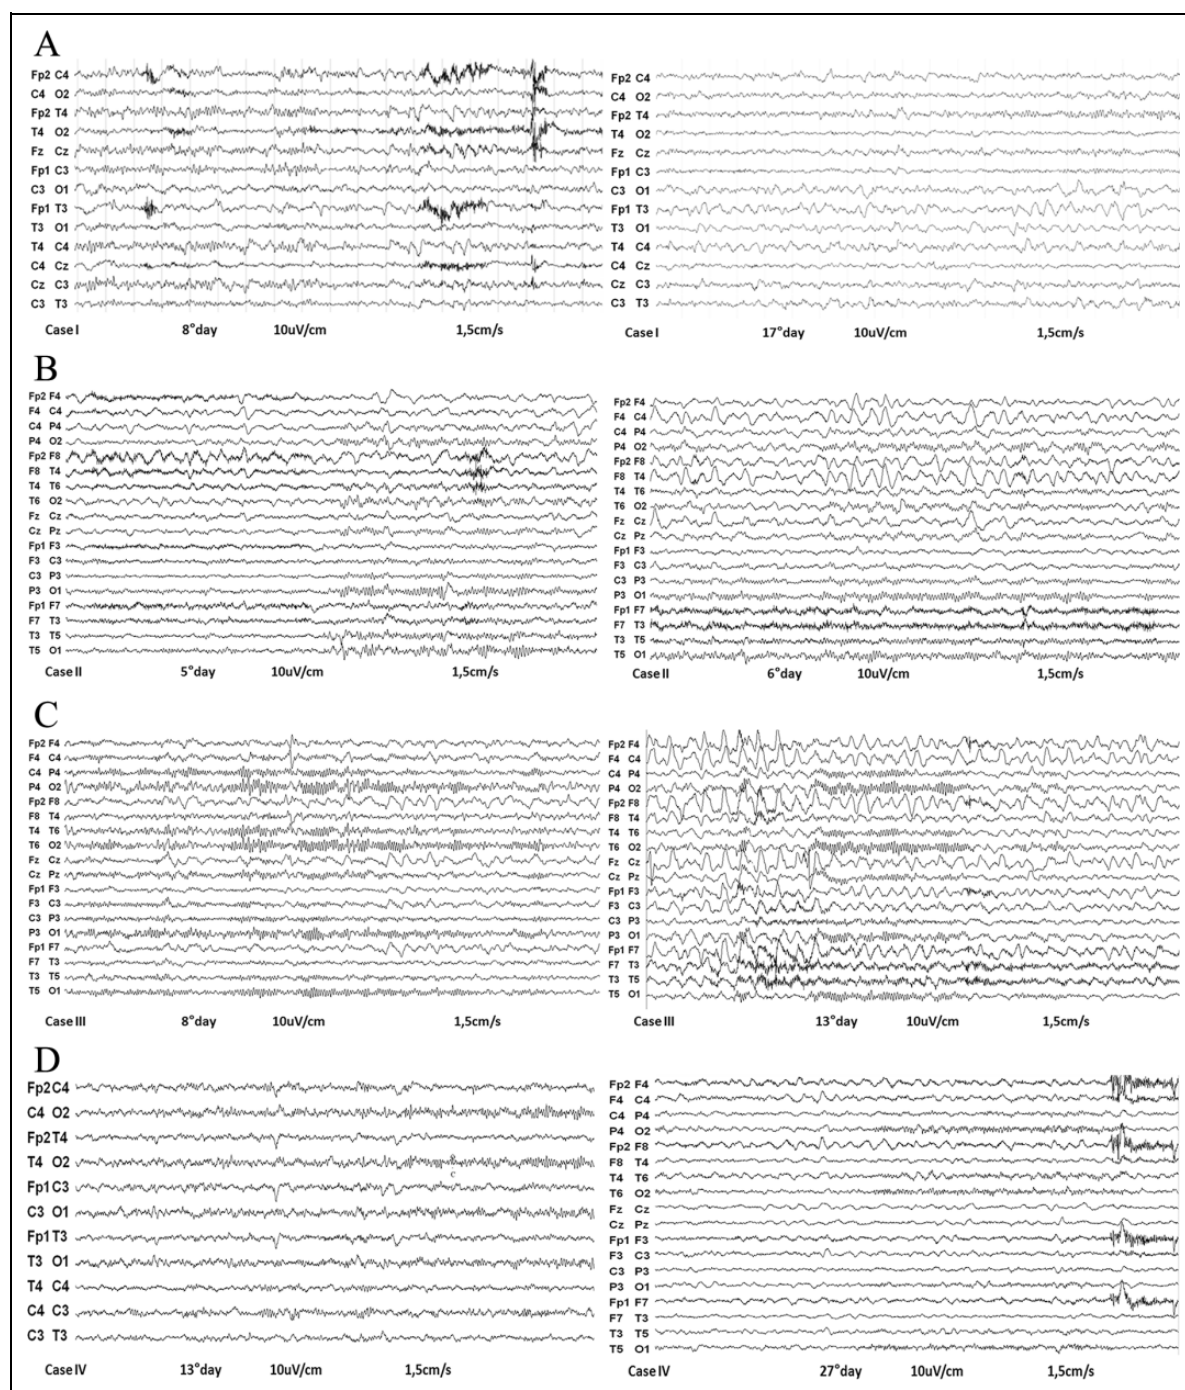 A
Fp2 C4
C4 O2
Fp2 T4
T4 O2
Fz Cz
Fp1 C3
C3 O1
Fp1 T3
T3 O1
T4 C4
C4 Cz
Cz C3
C3 T3
Case I 8°day 10uV/cm 1,5cm/s
Fp2 C4
C4 O2
Fp2 T4
T4 O2
Fz Cz
Fp1 C3
C3 O1
Fp1 T3
T3 O1
T4 C4
C4 Cz
Cz C3
C3 T3
Case I 17°day 10uV/cm 1,5cm/s
B
Fp2 F4
F4 C4
C4 P4
P4 O2
Fp2 F8
F8 T4
T4 T6
T6 O2
Fz Cz
Cz Pz
Fp1 F3
F3 C3
C3 P3
P3 O1
Fp1 F7
F7 T3
T3 T5
T5 O1
Case II 5°day 10uV/cm 1,5cm/s
Fp2 F4
F4 C4
C4 P4
P4 O2
Fp2 F8
F8 T4
T4 T6
T6 O2
Fz Cz
Cz Pz
Fp1 F3
F3 C3
C3 P3
P3 O1
Fp1 F7
F7 T3
T3 T5
T5 O1
Case II 6°day 10uV/cm 1,5cm/s
C
Fp2 F4
F4 C4
C4 P4
P4 O2
Fp2 F8
F8 T4
T4 T6
T6 O2
Fz Cz
Cz Pz
Fp1 F3
F3 C3
C3 P3
P3 O1
Fp1 F7
F7 T3
T3 T5
T5 O1
Case III 8°day 10uV/cm 1,5cm/s
Fp2 F4
F4 C4
C4 P4
P4 O2
Fp2 F8
F8 T4
T4 T6
T6 O2
Fz Cz
Cz Pz
Fp1 F3
F3 C3
C3 P3
P3 O1
Fp1 F7
F7 T3
T3 T5
T5 O1
Case III 13°day 10uV/cm 1,5cm/s
D
Fp2 C4
C4 O2
Fp2 T4
T4 O2
Fp1 C3
C3 O1
Fp1 T3
T3 O1
T4 C4
C4 C3
C3 T3
Case IV 13°day 10uV/cm 1,5cm/s
Fp2 F4
F4 C4
C4 P4
P4 O2
Fp2 F8
F8 T4
T4 T6
T6 O2
Fz Cz
Cz Pz
Fp1 F3
F3 C3
C3 P3
P3 O1
Fp1 F7
F7 T3
T3 T5
T5 O1
Case IV 27°day 10uV/cm 1,5cm/s